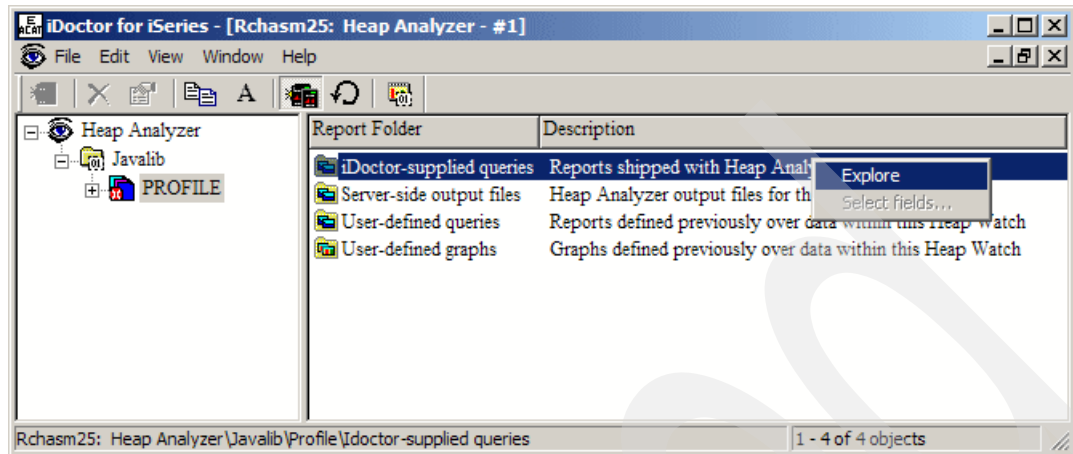 iDoctor for iSeries - [Rchasm25: Heap Analyzer - #1]
File Edit View Window Help
A
Heap Analyzer
Javalib
PROFILE
Report Folder Description
iDoctor-supplied queries Reports shipped with Heap Analy
Server-side output files Heap Analyzer output files for th
User-defined queries Reports defined previously over data within this Heap Watch
User-defined graphs Graphs defined previously over data within this Heap Watch
Explore
Select fields...
Rchasm25: Heap Analyzer\Javalib\Profile\Idoctor-supplied queries 1 - 4 of 4 objects